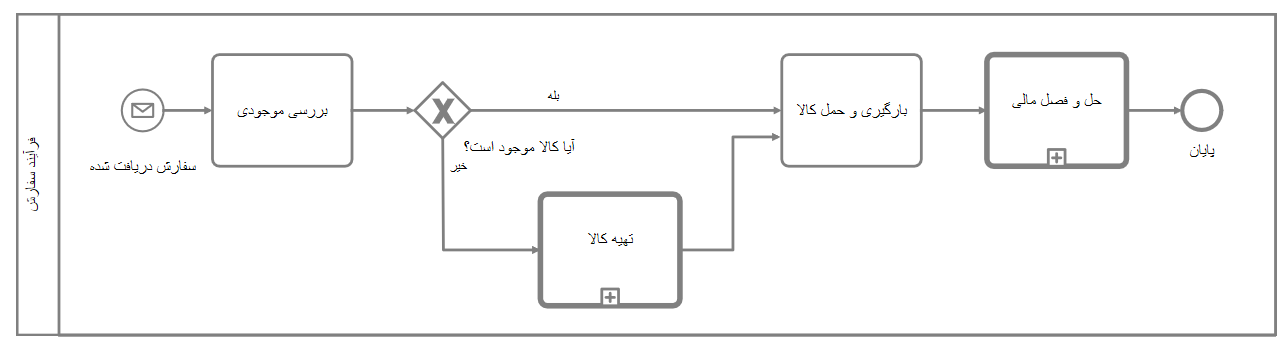 فرآیند سفارش
سفارش دریافت شده
بررسی موجودی
آیا کالا موجود است؟
بله
خیر
تهیه کالا
بارگیری و حمل کالا
حل و فصل مالی
پایان